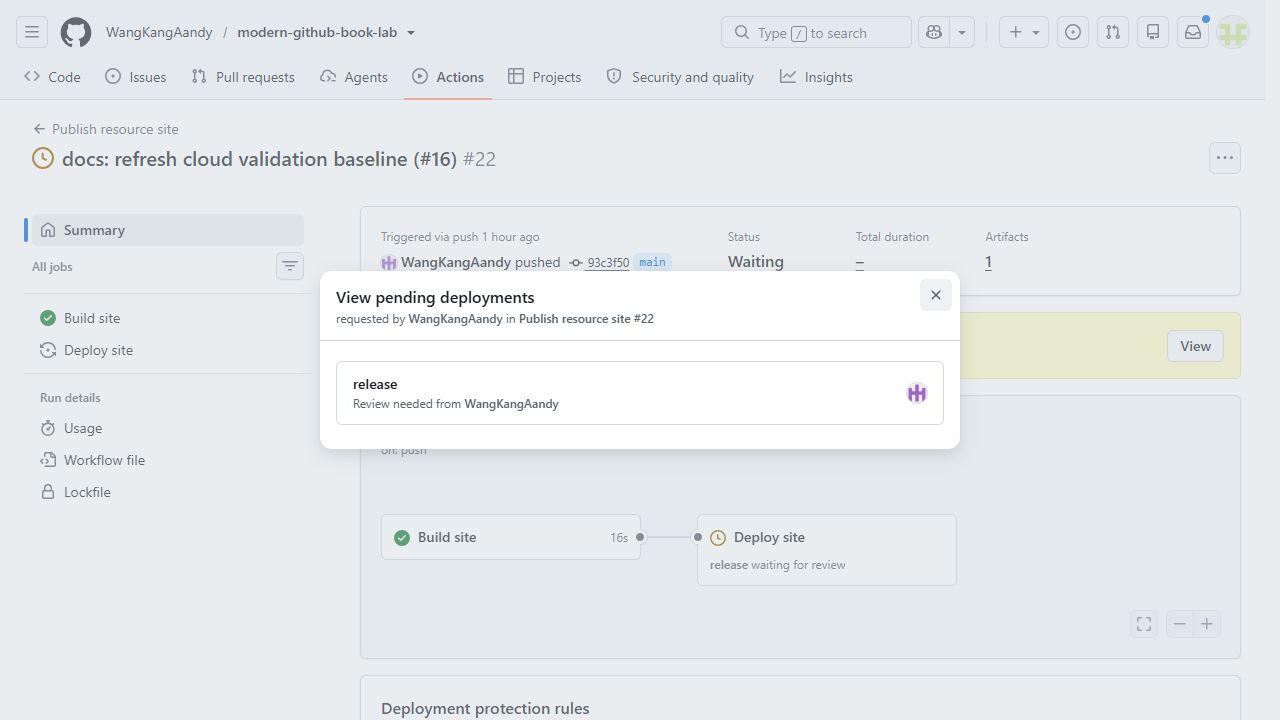 WangKangAandy / modern-github-book-lab
Type / to search
Code Issues Pull requests Agents Actions Projects Security and quality Insights
Publish resource site
docs: refresh cloud validation baseline (#16) #22
Summary
All jobs
Build site
Deploy site
Run details
Usage
Workflow file
Lockfile
Triggered via push 1 hour ago
WangKangAandy pushed 93c3f50 main
Status
Waiting
Total duration
–
Artifacts
1
View
View pending deployments
requested by WangKangAandy in Publish resource site #22
release
Review needed from WangKangAandy
on: push
Build site 16s
Deploy site
release waiting for review
Deployment protection rules